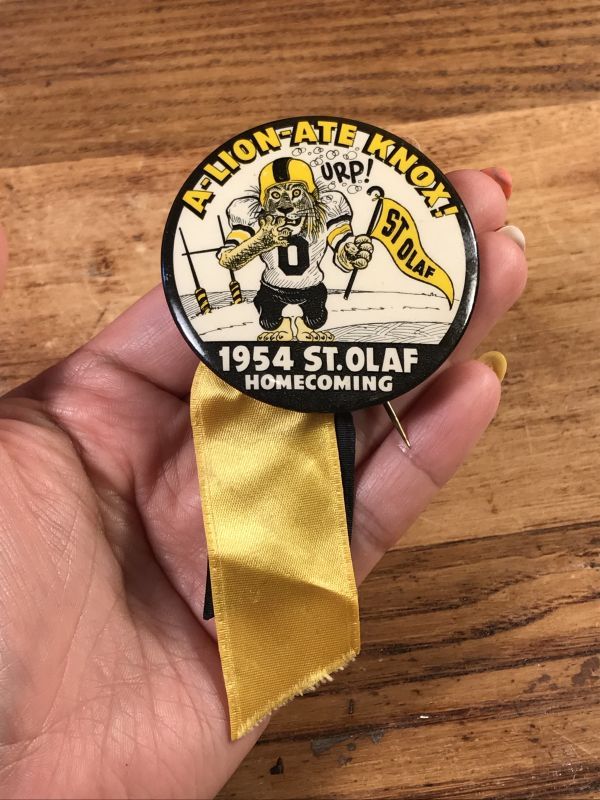 A-LION-ATE KNOX!
URP!
ST OLAF
0
1954 ST. OLAF
HOMECOMING